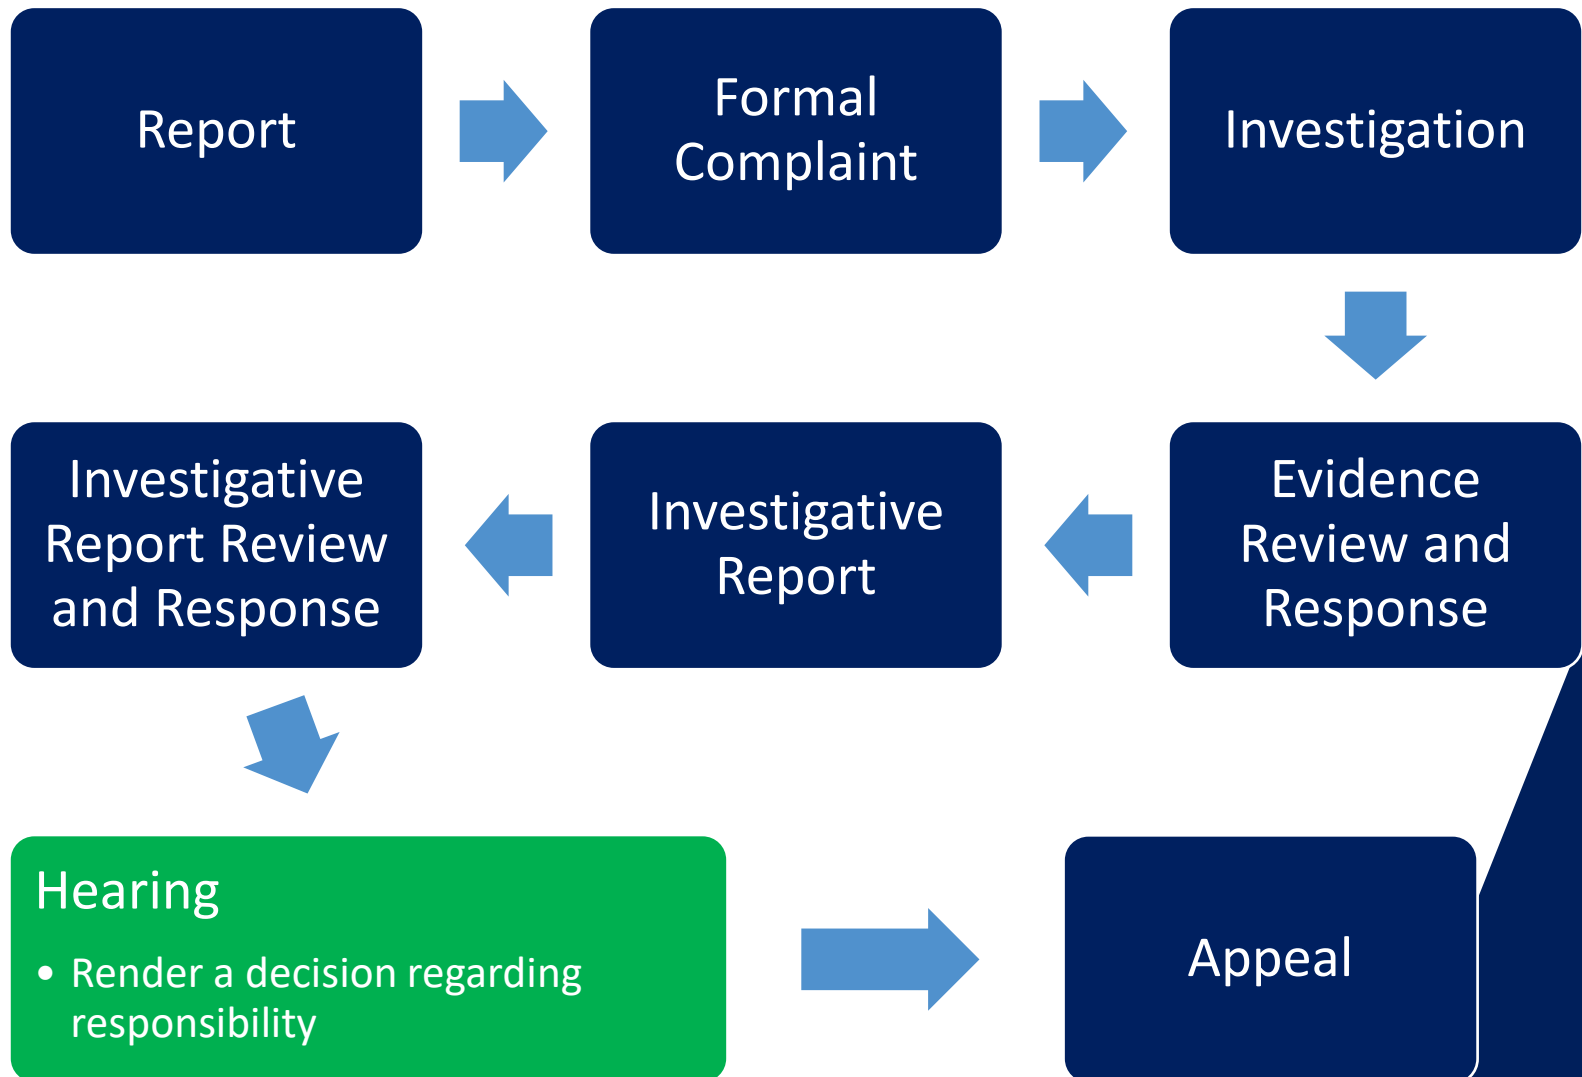 Report
Formal
Complaint
Investigation
Evidence
Review and
Response
Investigative
Report
Investigative
Report Review
and Response
Hearing
• Render a decision regarding
responsibility
Appeal